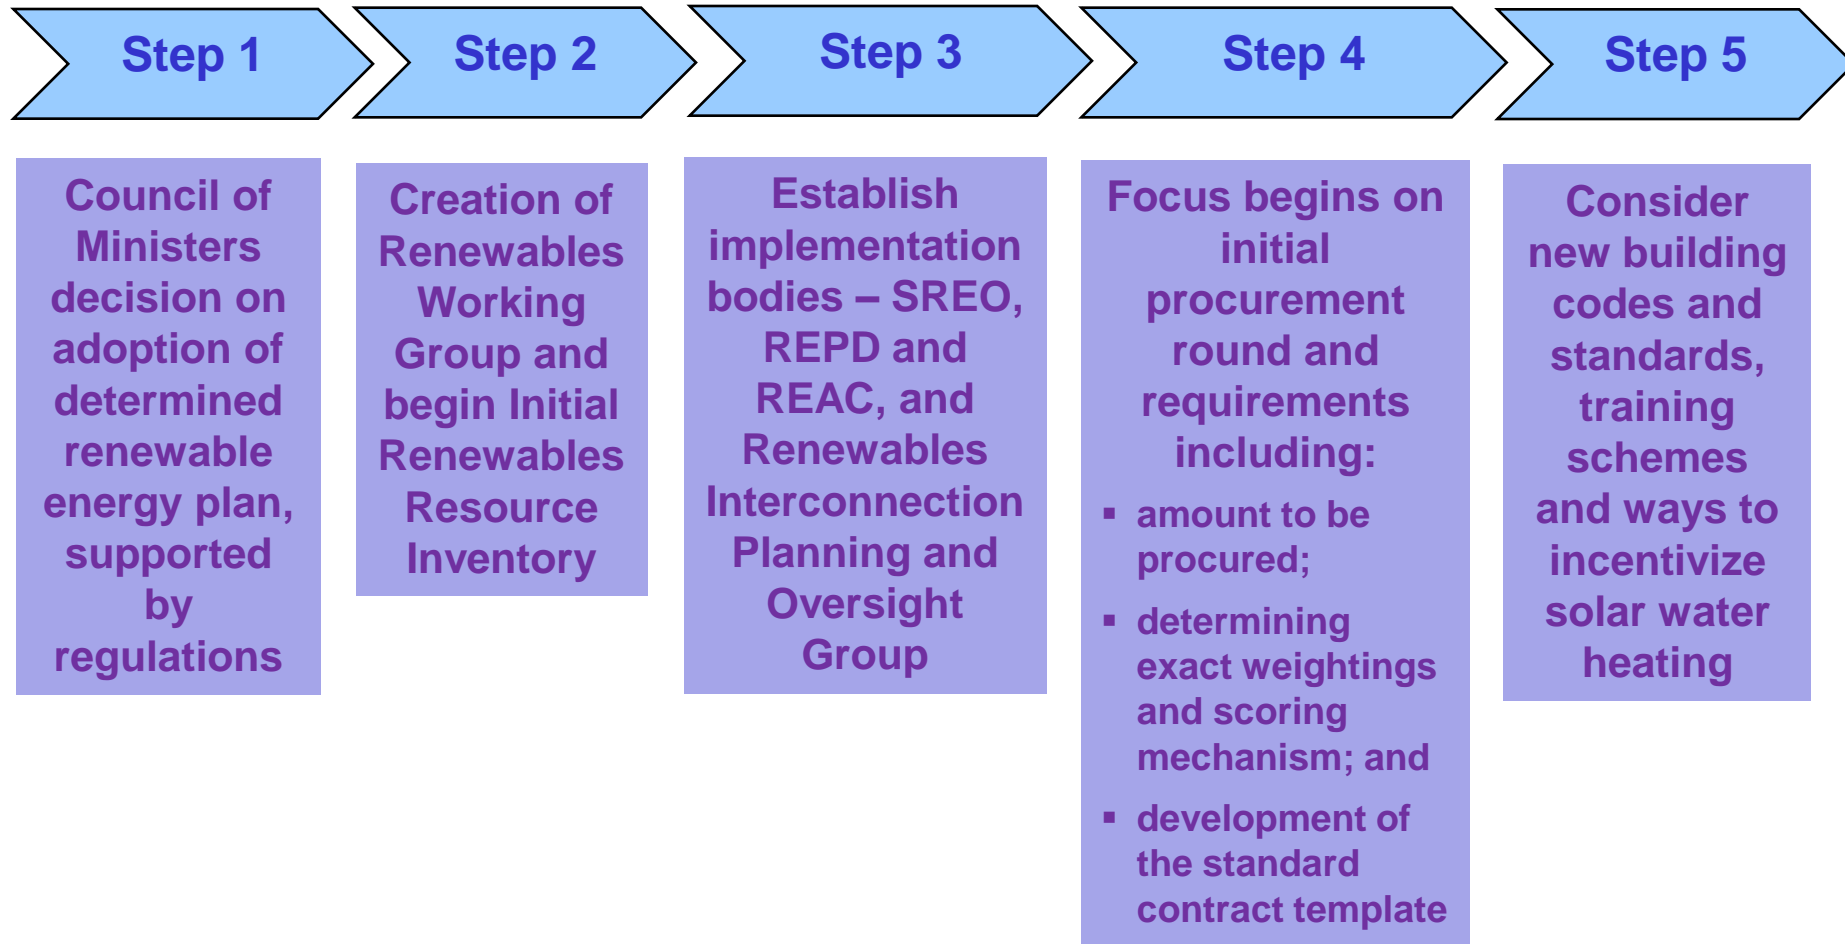 Step 1
Step 2
Step 3
Step 4
Step 5
Council of
Ministers
decision on
adoption of
determined
renewable
energy plan,
supported
by
regulations
Creation of
Renewables
Working
Group and
begin Initial
Renewables
Resource
Inventory
Establish
implementation
bodies – SREO,
REPD and
REAC, and
Renewables
Interconnection
Planning and
Oversight
Group
Focus begins on
initial
procurement
round and
requirements
including:
▪ amount to be
procured;
▪ determining
exact weightings
and scoring
mechanism; and
▪ development of
the standard
contract template
Consider
new building
codes and
standards,
training
schemes
and ways to
incentivize
solar water
heating